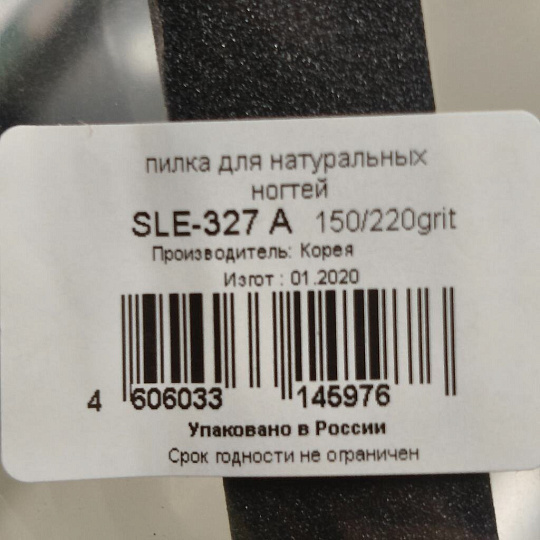 пилка для натуральных
ногтей
SLE-327 A 150/220grit
Производитель: Корея
Изгот : 01.2020
4 606033 145976
Упаковано в России
Срок годности не ограничен